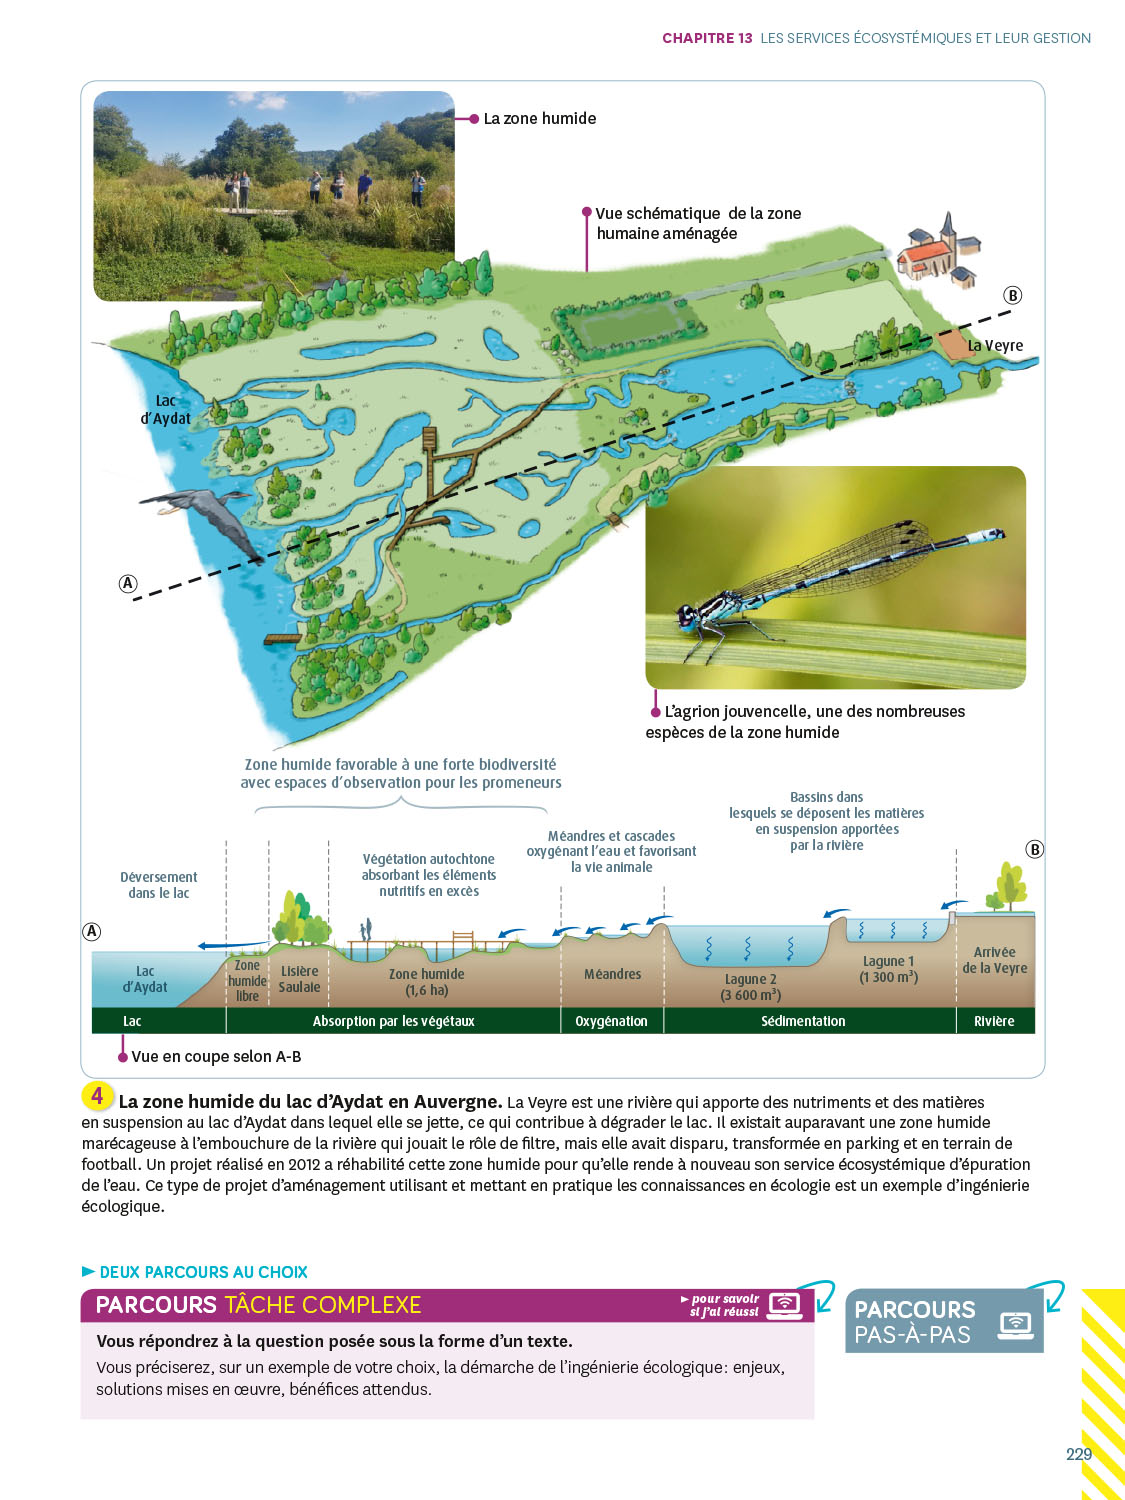 CHAPITRE 13 LES SERVICES ÉCOSYSTÉMIQUES ET LEUR GESTION
La zone humide
Vue schématique de la zone
humaine aménagée
B
La Veyre
Lac
d'Aydat
A
L'agrion jouvencelle, une des nombreuses
espèces de la zone humide
Zone humide favorable à une forte biodiversité
avec espaces d'observation pour les promeneurs
Bassins dans
lesquels se déposent les matières
en suspension apportées
par la rivière
Méandres et cascades
oxygénant l'eau et favorisant
la vie animale
Végétation autochtone
absorbant les éléments
nutritifs en excès
Déversement
dans le lac
B
A
Lac
d'Aydat
Zone
humide
libre
Lisière
Saulaie
Zone humide
(1,6 ha)
Méandres
Lagune 2
(3 600 m³)
Lagune 1
(1 300 m³)
Arrivée
de la Veyre
Lac
Absorption par les végétaux
Oxygénation
Sédimentation
Rivière
Vue en coupe selon A-B
4 La zone humide du lac d'Aydat en Auvergne. La Veyre est une rivière qui apporte des nutriments et des matières
en suspension au lac d'Aydat dans lequel elle se jette, ce qui contribue à dégrader le lac. Il existait auparavant une zone humide
marécageuse à l'embouchure de la rivière qui jouait le rôle de filtre, mais elle avait disparu, transformée en parking et en terrain de
football. Un projet réalisé en 2012 a réhabilité cette zone humide pour qu'elle rende à nouveau son service écosystémique d'épuration
de l'eau. Ce type de projet d'aménagement utilisant et mettant en pratique les connaissances en écologie est un exemple d'ingénierie
écologique.
► DEUX PARCOURS AU CHOIX
PARCOURS TÂCHE COMPLEXE
► pour savoir
si j'ai réussi
Vous répondrez à la question posée sous la forme d'un texte.
Vous préciserez, sur un exemple de votre choix, la démarche de l'ingénierie écologique : enjeux,
solutions mises en œuvre, bénéfices attendus.
PARCOURS
PAS-À-PAS
229